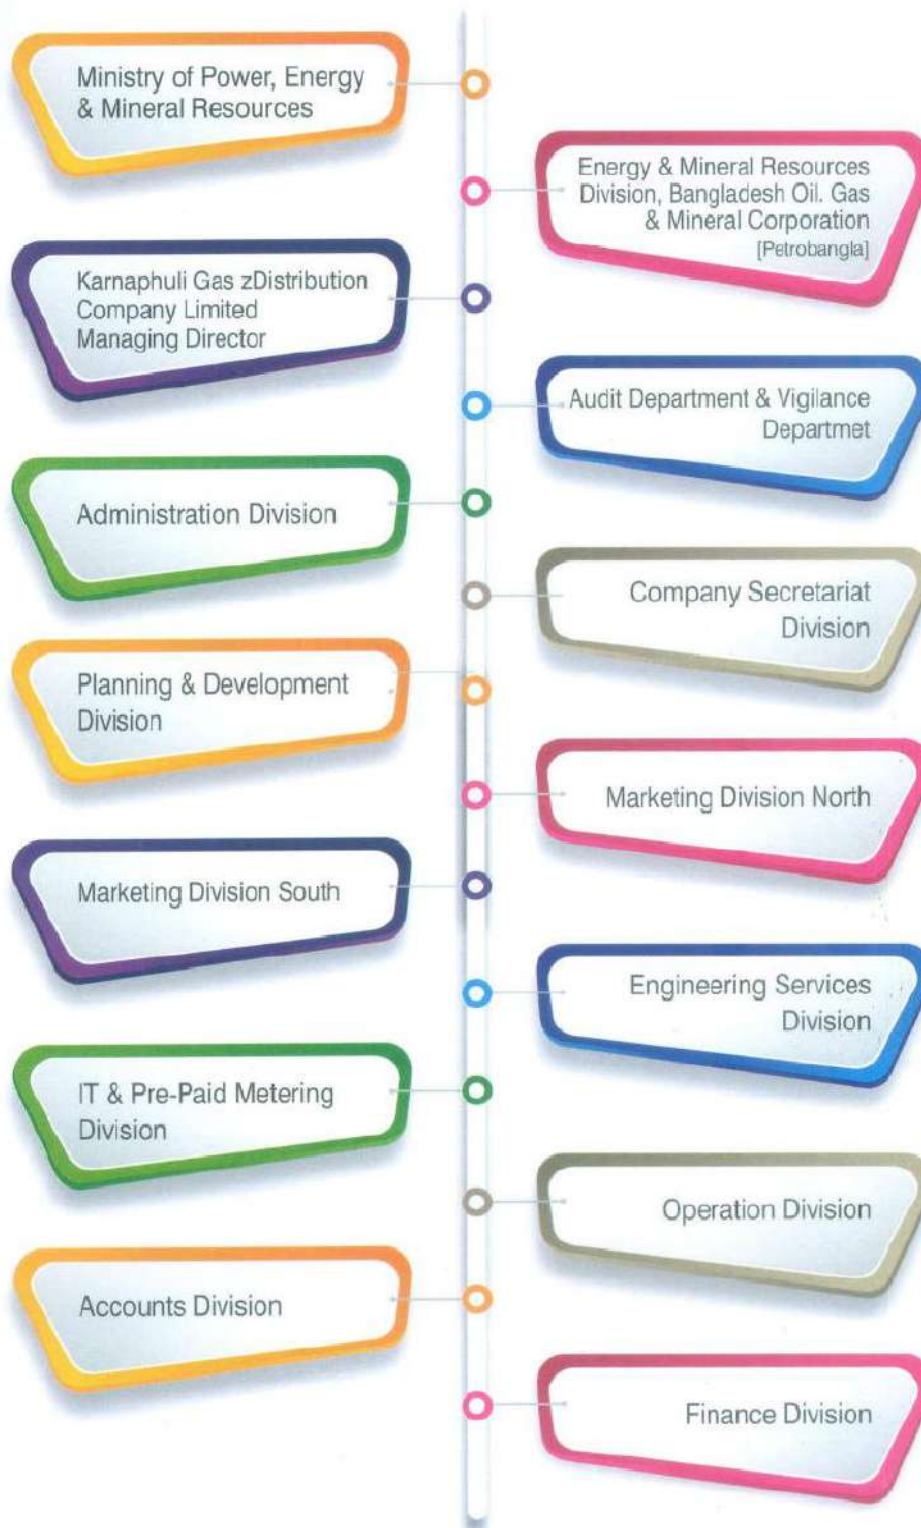 Ministry of Power, Energy
& Mineral Resources
Energy & Mineral Resources
Division, Bangladesh Oil. Gas
& Mineral Corporation
[Petrobangla]
Karnaphuli Gas zDistribution
Company Limited
Managing Director
Audit Department & Vigilance
Departmet
Administration Division
Company Secretariat
Division
Planning & Development
Division
Marketing Division North
Marketing Division South
Engineering Services
Division
IT & Pre-Paid Metering
Division
Operation Division
Accounts Division
Finance Division